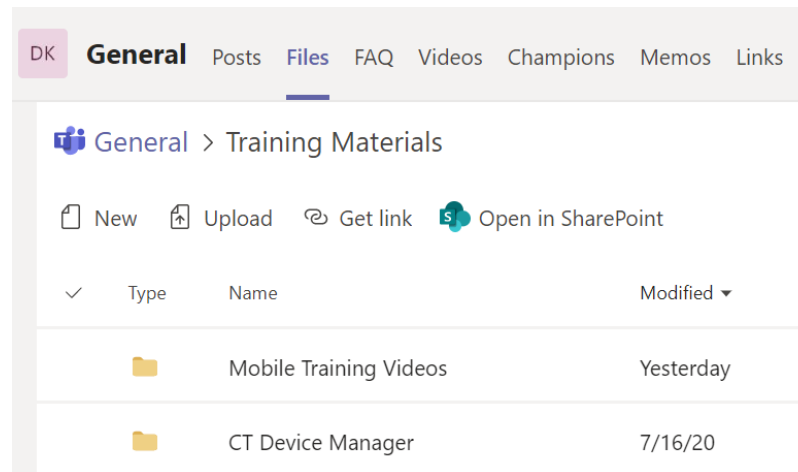 DK General Posts Files FAQ Videos Champions Memos Links
General > Training Materials
New Upload Get link Open in SharePoint
Type Name Modified
Mobile Training Videos Yesterday
CT Device Manager 7/16/20